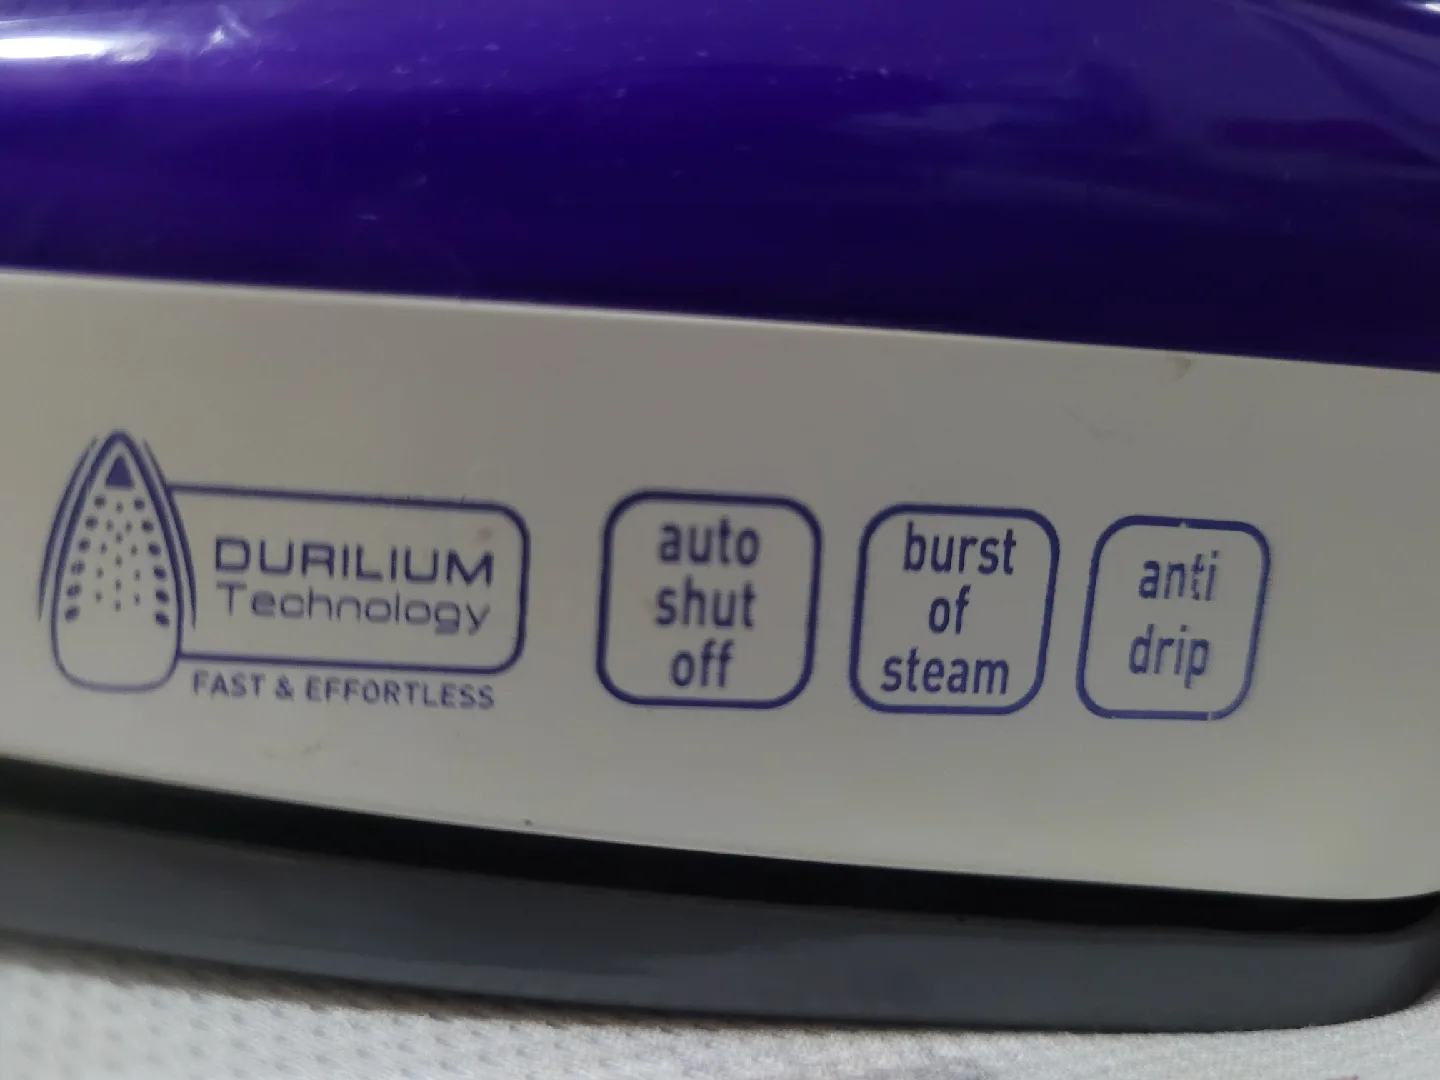 DURILIUM
Technology
FAST & EFFORTLESS
auto
shut
off
burst
of
steam
anti
drip